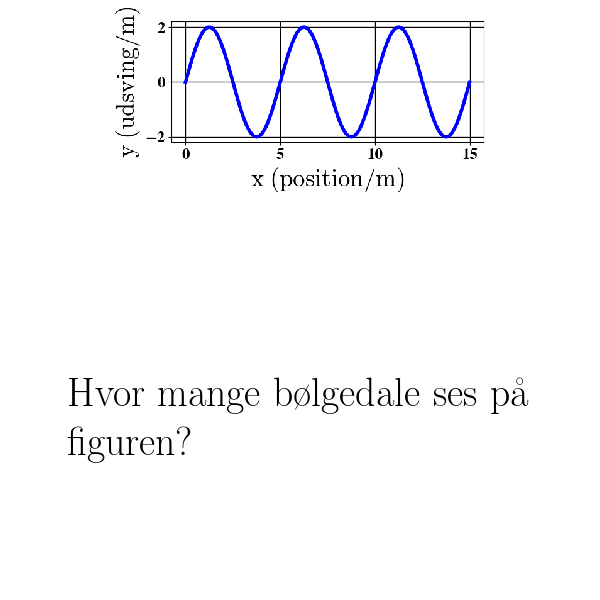 y (udsving/m)
2
0
−2
0 5 10 15
x (position/m)
Hvor mange bølgedale ses på
figuren?